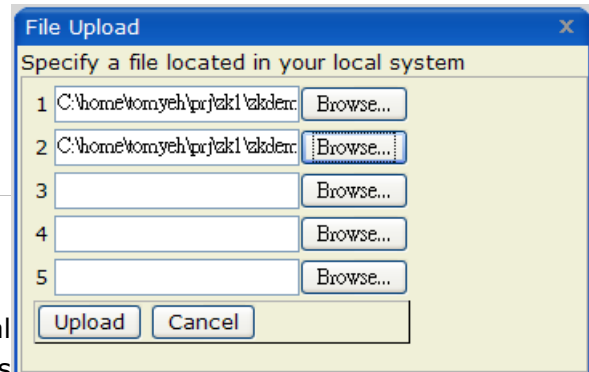 File Upload x
Specify a file located in your local system
1 C:\home\tomyeh\prj\zk1\zkdem Browse...
2 C:\home\tomyeh\prj\zk1\zkdem Browse...
3 Browse...
4 Browse...
5 Browse...
Upload Cancel